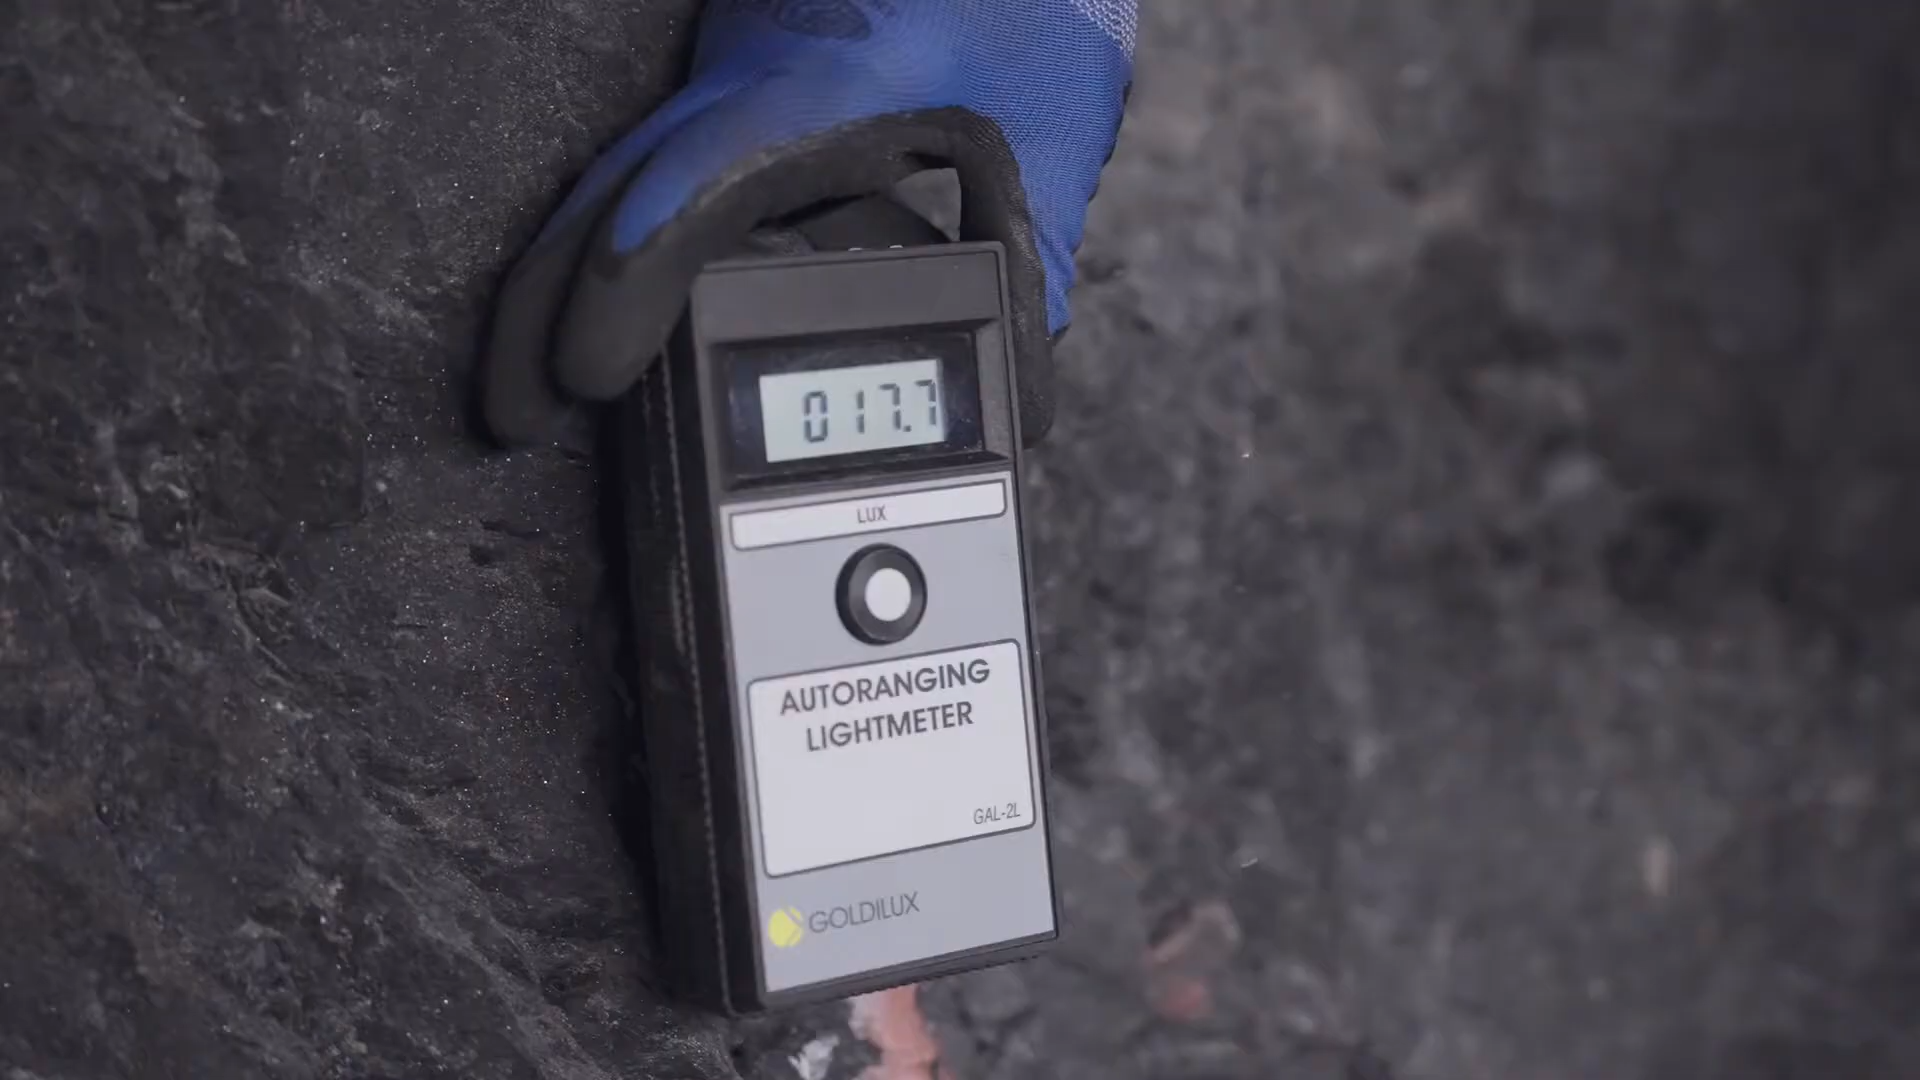 017.7
LUX
AUTORANGING
LIGHTMETER
GAL-2L
GOLDILUX